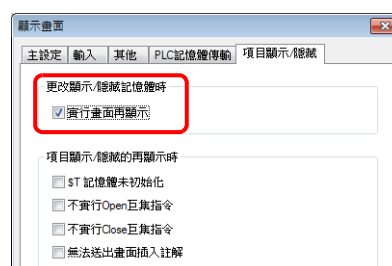 顯示畫面
主設定 輸入 其他 PLC記憶體傳輸 項目顯示/隱藏
更改顯示/隱藏記憶體時
實行畫面再顯示
項目顯示/隱藏的再顯示時
$T 記憶體未初始化
不實行Open巨集指令
不實行Close巨集指令
無法送出畫面插入註解